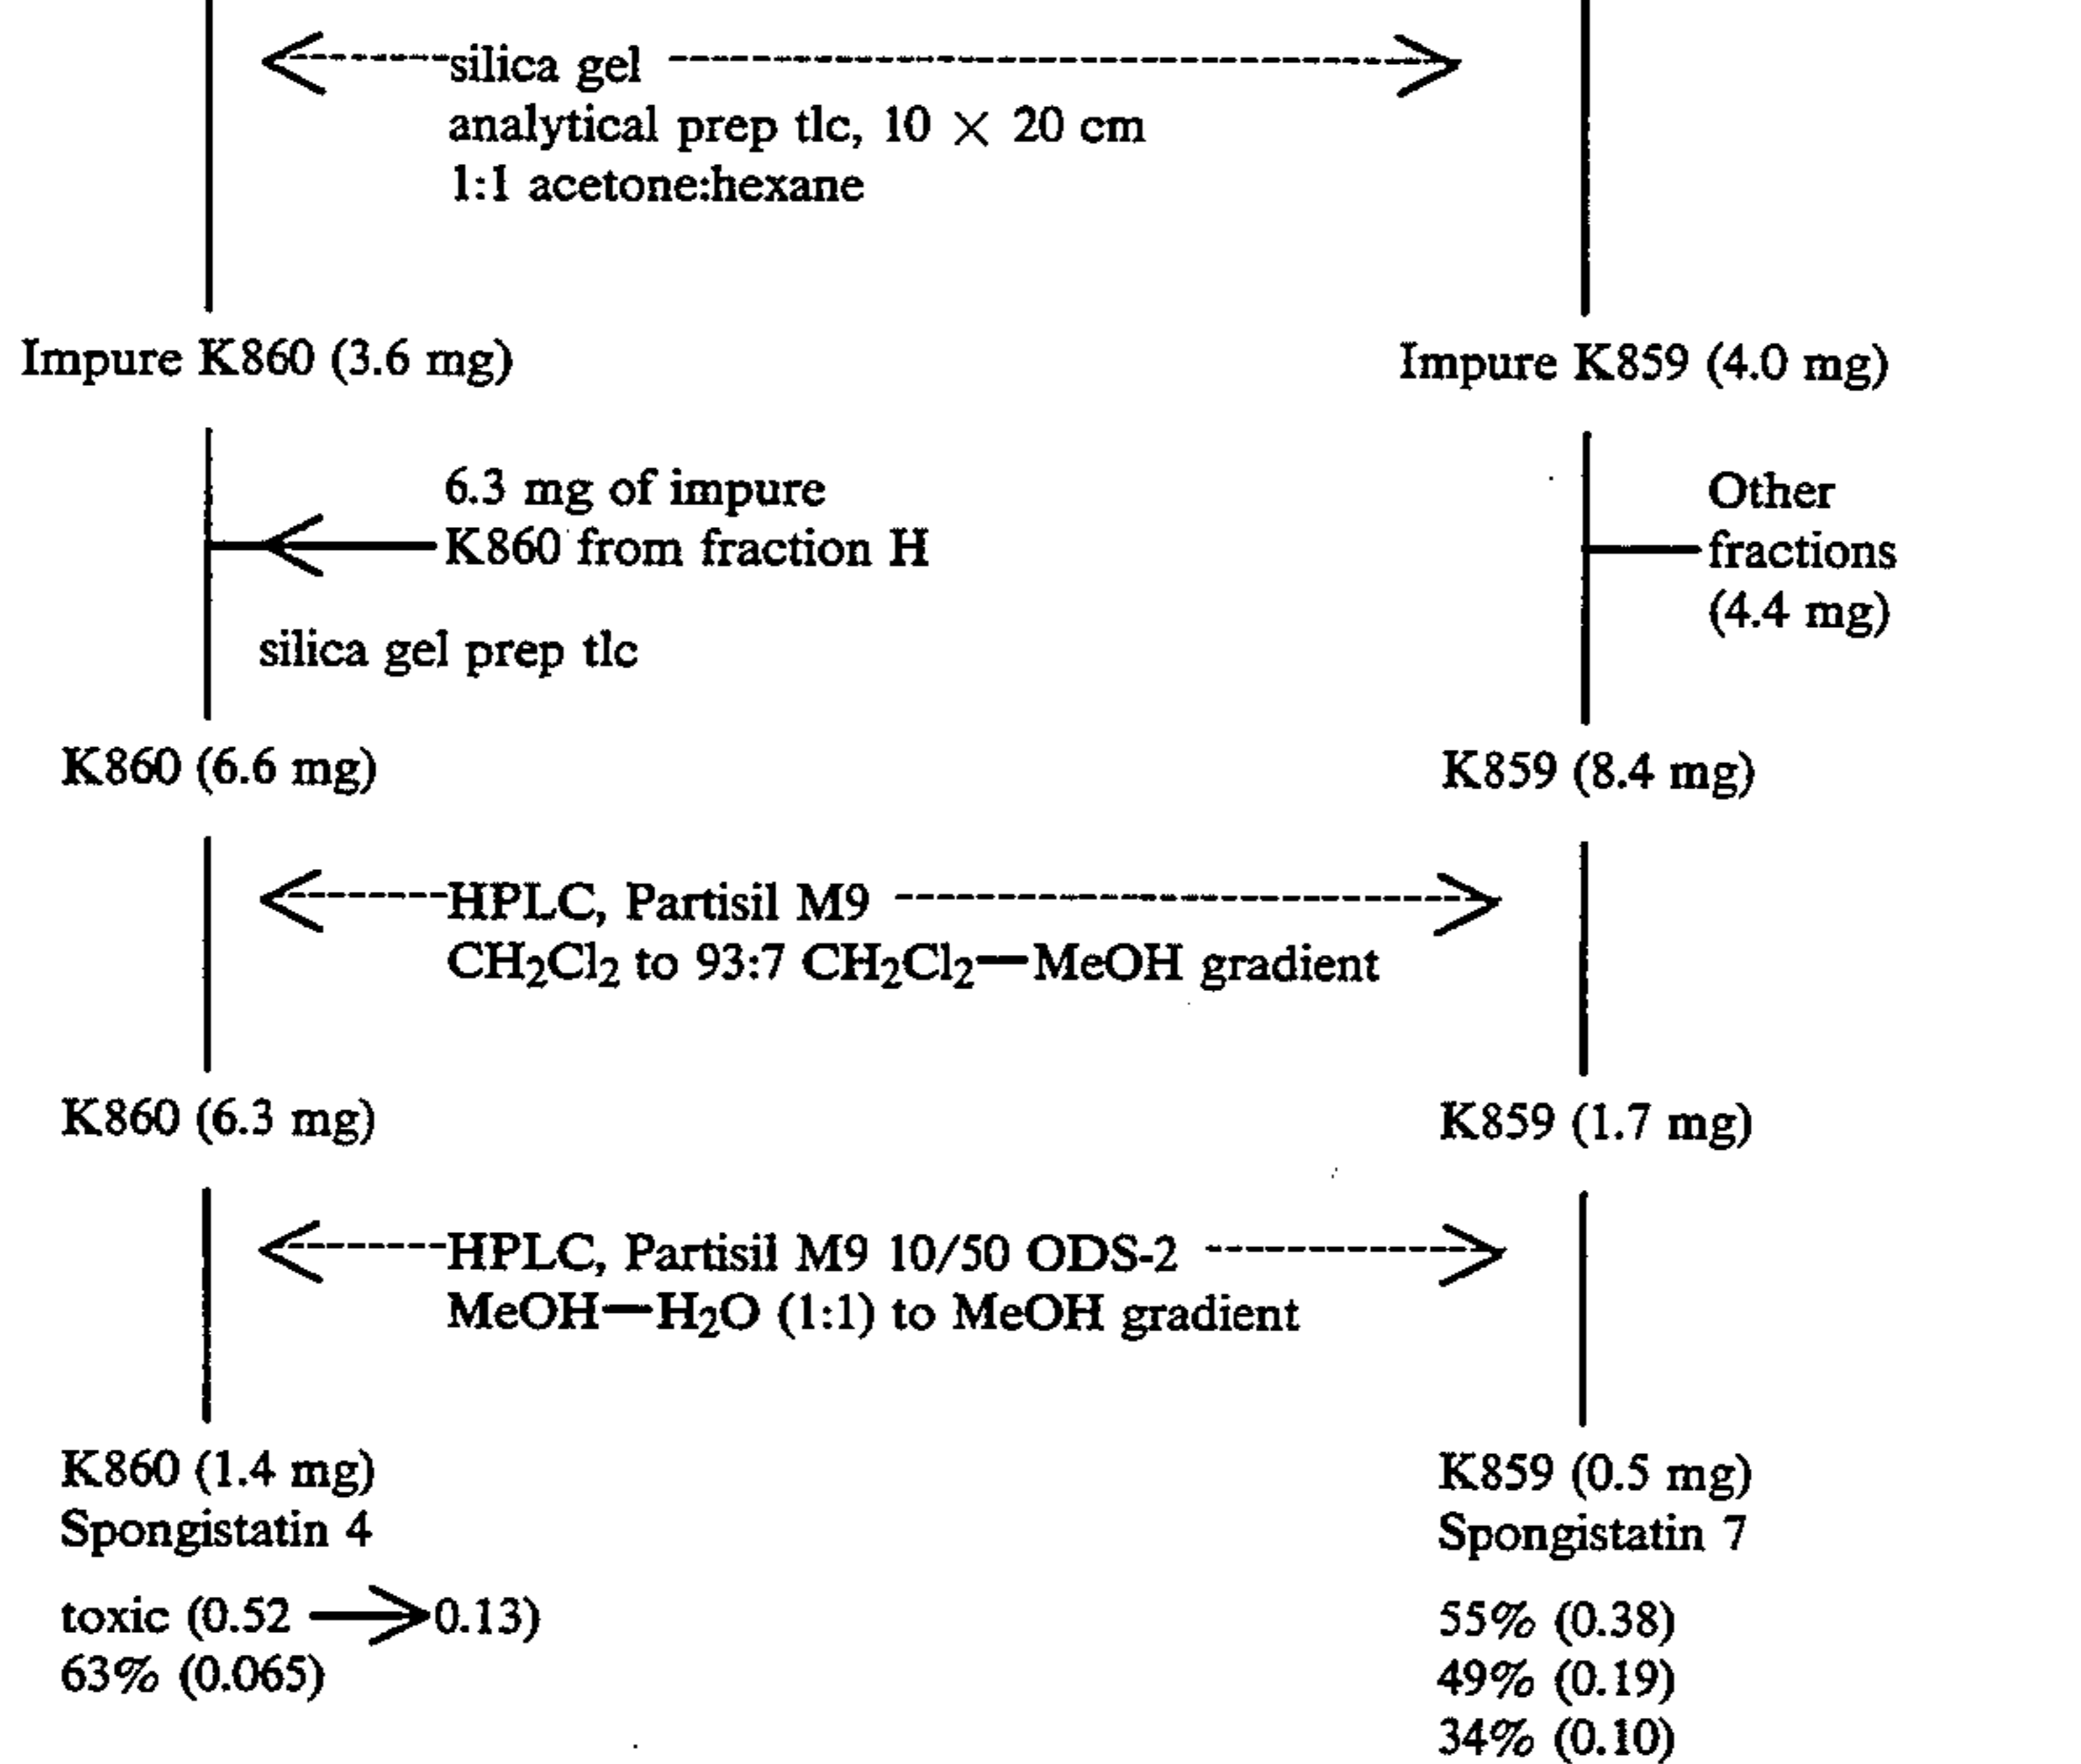 silica gel
analytical prep tlc, 10 × 20 cm
1:1 acetone:hexane
Impure K860 (3.6 mg)
Impure K859 (4.0 mg)
6.3 mg of impure
K860 from fraction H
Other
fractions
(4.4 mg)
silica gel prep tlc
K860 (6.6 mg)
K859 (8.4 mg)
HPLC, Partisil M9
CH₂Cl₂ to 93:7 CH₂Cl₂—MeOH gradient
K860 (6.3 mg)
K859 (1.7 mg)
HPLC, Partisil M9 10/50 ODS-2
MeOH—H₂O (1:1) to MeOH gradient
K860 (1.4 mg)
Spongistatin 4
toxic (0.52 → 0.13)
63% (0.065)
K859 (0.5 mg)
Spongistatin 7
55% (0.38)
49% (0.19)
34% (0.10)